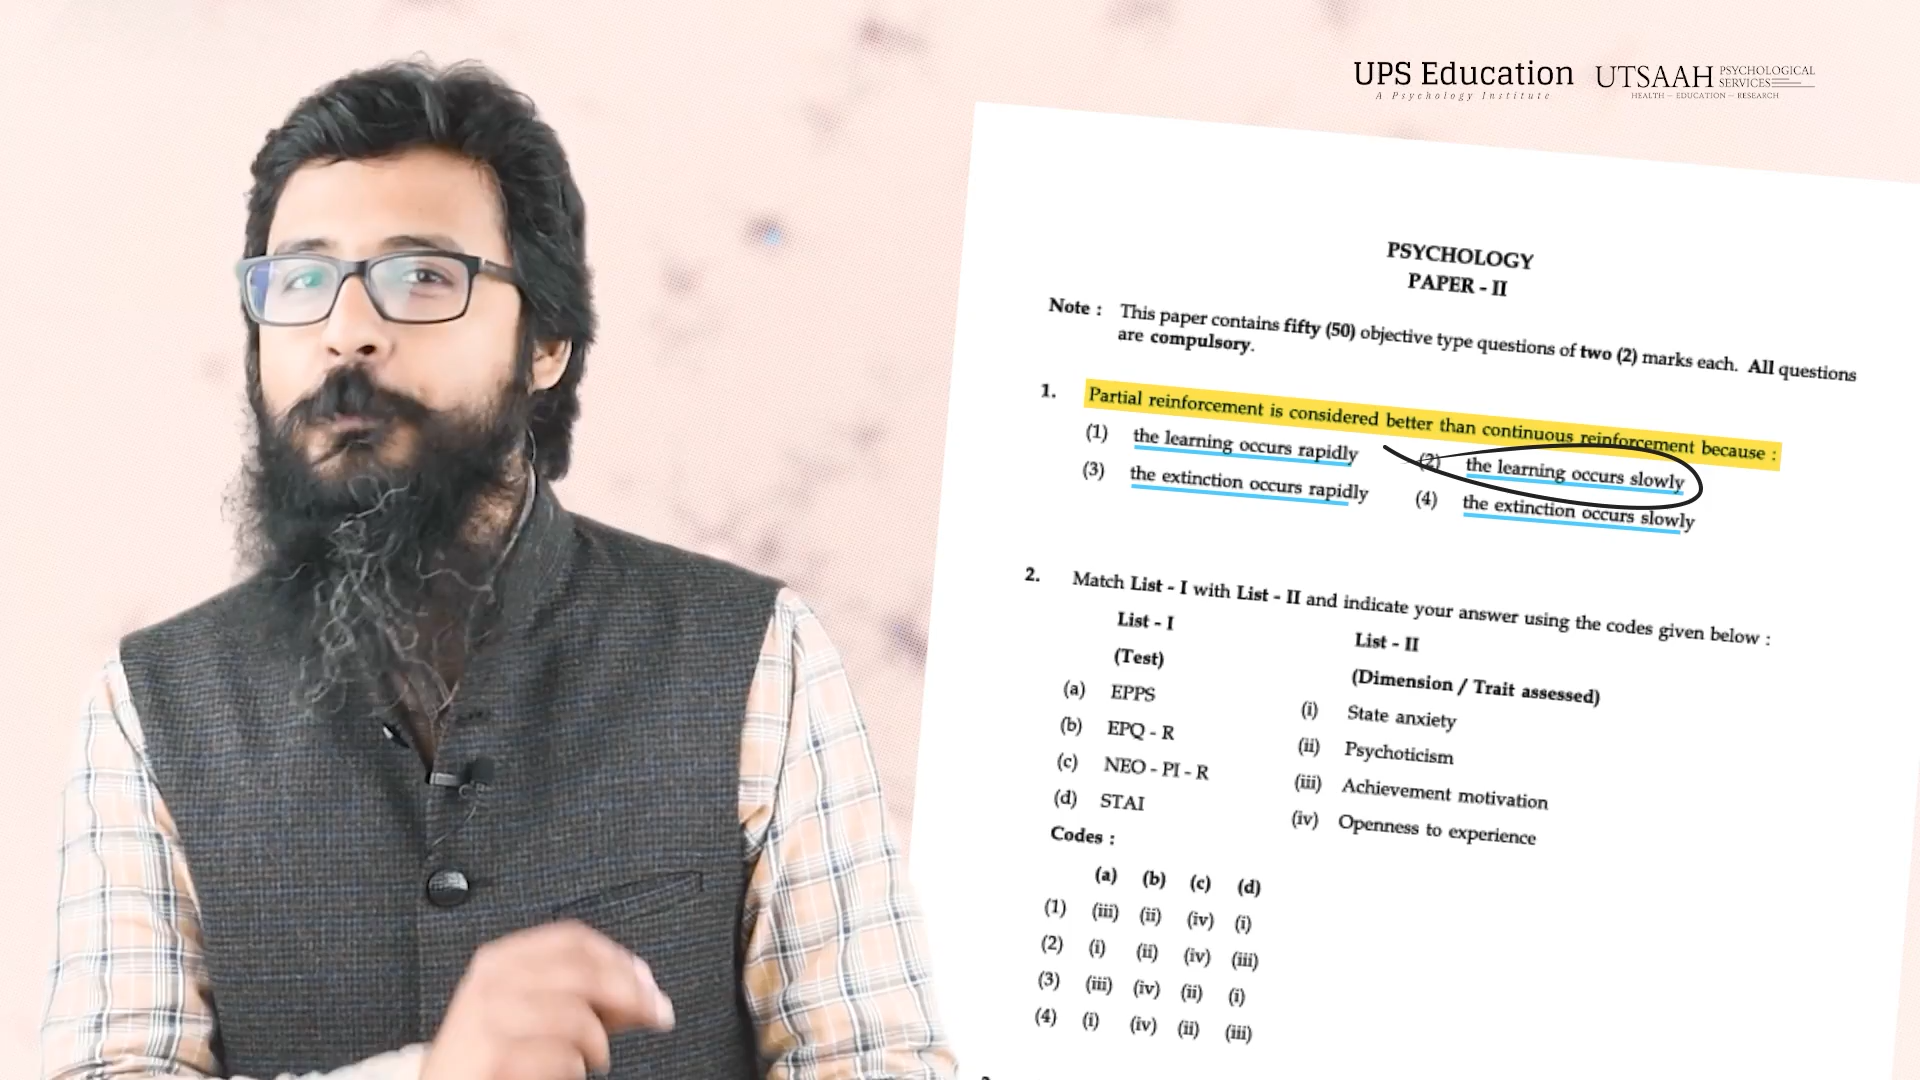 UPS Education
A Psychology Institute
UTSAAH PSYCHOLOGICAL SERVICES
HEALTH – EDUCATION – RESEARCH
PSYCHOLOGY
PAPER - II
Note : This paper contains fifty (50) objective type questions of two (2) marks each. All questions
are compulsory.
1. Partial reinforcement is considered better than continuous reinforcement because :
(1) the learning occurs rapidly (2) the learning occurs slowly
(3) the extinction occurs rapidly (4) the extinction occurs slowly
2. Match List - I with List - II and indicate your answer using the codes given below :
List - I List - II
(Test) (Dimension / Trait assessed)
(a) EPPS (i) State anxiety
(b) EPQ - R (ii) Psychoticism
(c) NEO - PI - R (iii) Achievement motivation
(d) STAI (iv) Openness to experience
Codes :
(a) (b) (c) (d)
(1) (iii) (ii) (iv) (i)
(2) (i) (ii) (iv) (iii)
(3) (iii) (iv) (ii) (i)
(4) (i) (iv) (ii) (iii)